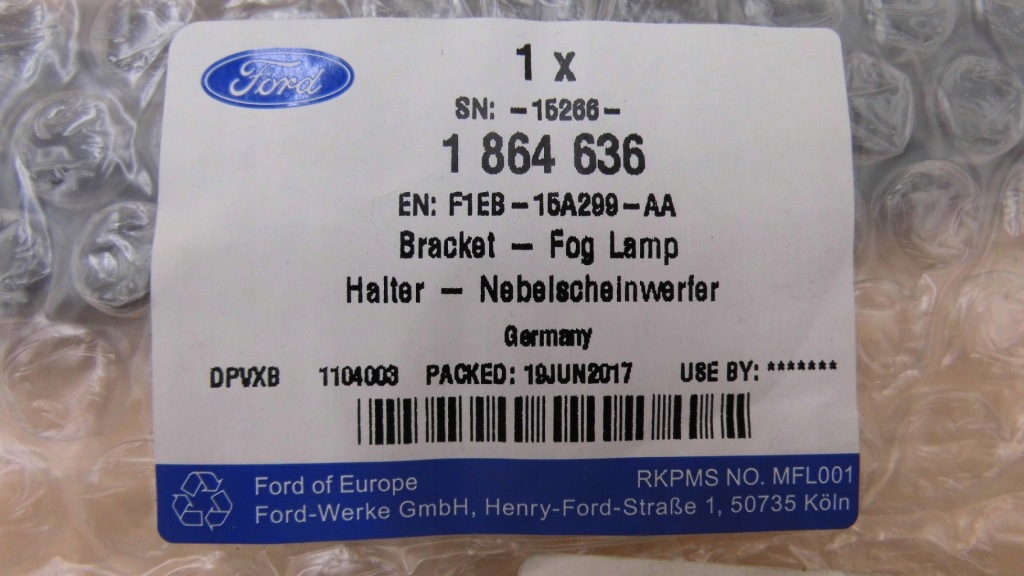 Ford
1 x
SN: -15266-
1 864 636
EN: F1EB-15A299-AA
Bracket - Fog Lamp
Halter - Nebelscheinwerfer
Germany
DPVXB 1104003 PACKED: 19JUN2017 USE BY: *******
Ford of Europe RKPMS NO. MFL001
Ford-Werke GmbH, Henry-Ford-Straße 1, 50735 Köln